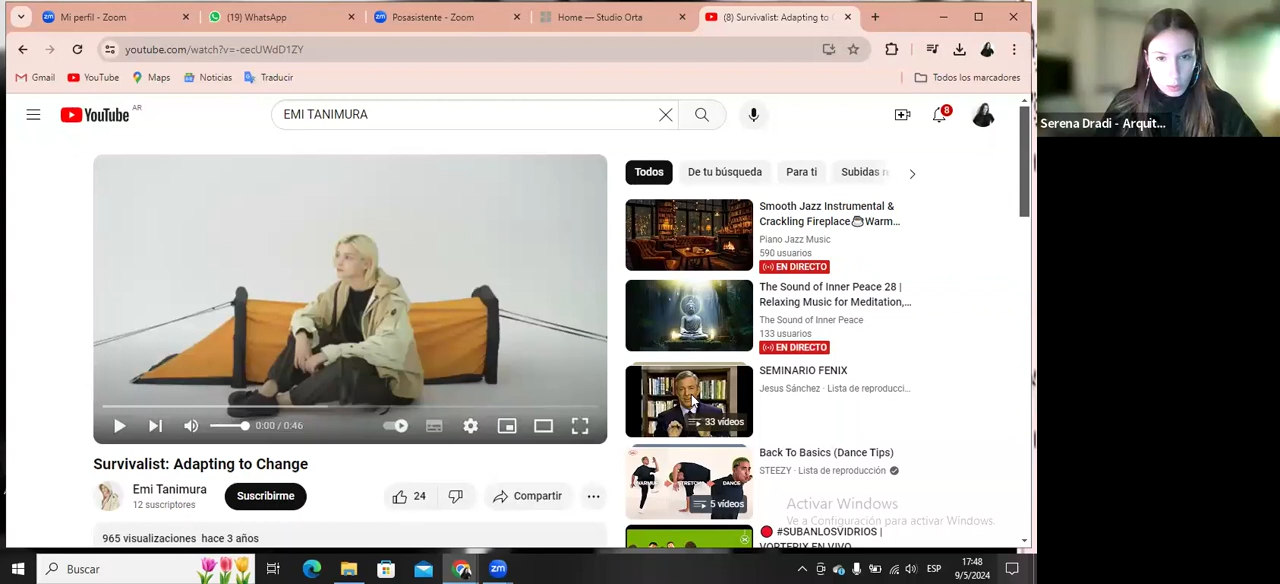 Mi perfil - Zoom
(19) WhatsApp
Posasistente - Zoom
Home — Studio Orta
(8) Survivalist: Adapting to C
youtube.com/watch?v=-cecUWdD1ZY
Gmail
YouTube
Maps
Noticias
Traducir
Todos los marcadores
YouTube AR
EMI TANIMURA
8
Serena Dradi - Arquit...
Todos
De tu búsqueda
Para ti
Subidas r
Smooth Jazz Instrumental &
Crackling Fireplace Warm...
Piano Jazz Music
590 usuarios
EN DIRECTO
The Sound of Inner Peace 28 |
Relaxing Music for Meditation,...
The Sound of Inner Peace
133 usuarios
EN DIRECTO
SEMINARIO FENIX
Jesus Sánchez · Lista de reproducci...
33 vídeos
Back To Basics (Dance Tips)
STEEZY · Lista de reproducción
5 vídeos
#SUBANLOSVIDRIOS |
VORTERIX EN VIVO
0:00 / 0:46
Survivalist: Adapting to Change
Emi Tanimura
12 suscriptores
Suscribirme
24
Compartir
965 visualizaciones hace 3 años
Activar Windows
Ve a Configuración para activar Windows.
Buscar
ESP
17:48
9/5/2024